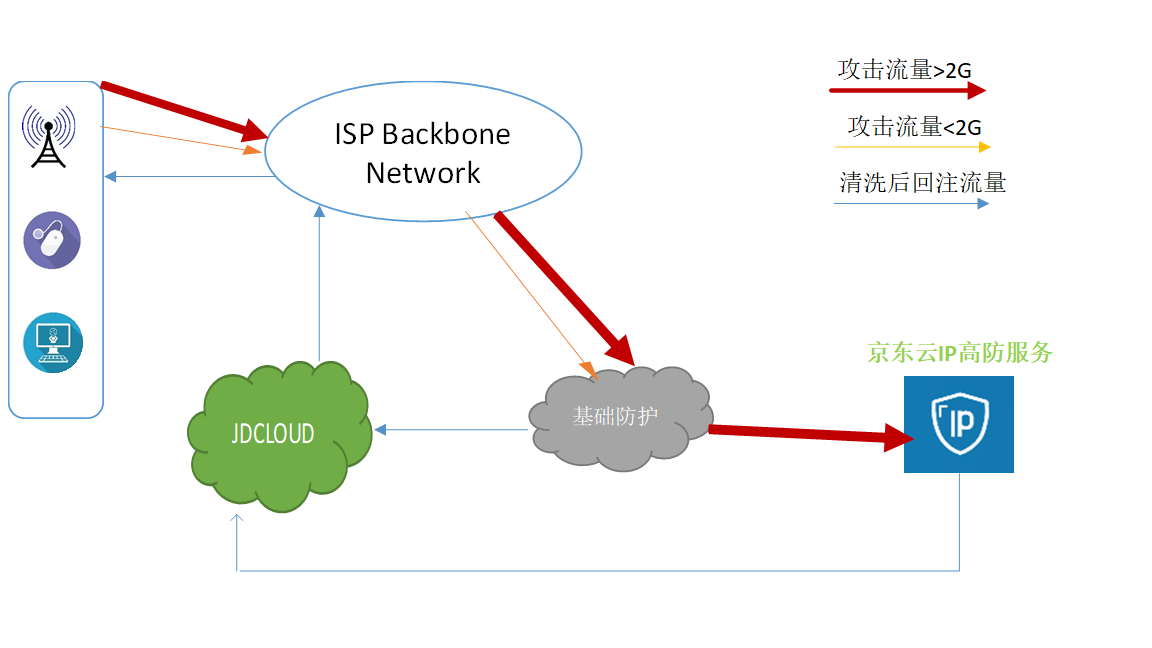 攻击流量>2G
攻击流量<2G
清洗后回注流量
ISP Backbone
Network
京东云IP高防服务
IP
基础防护
JDCLOUD